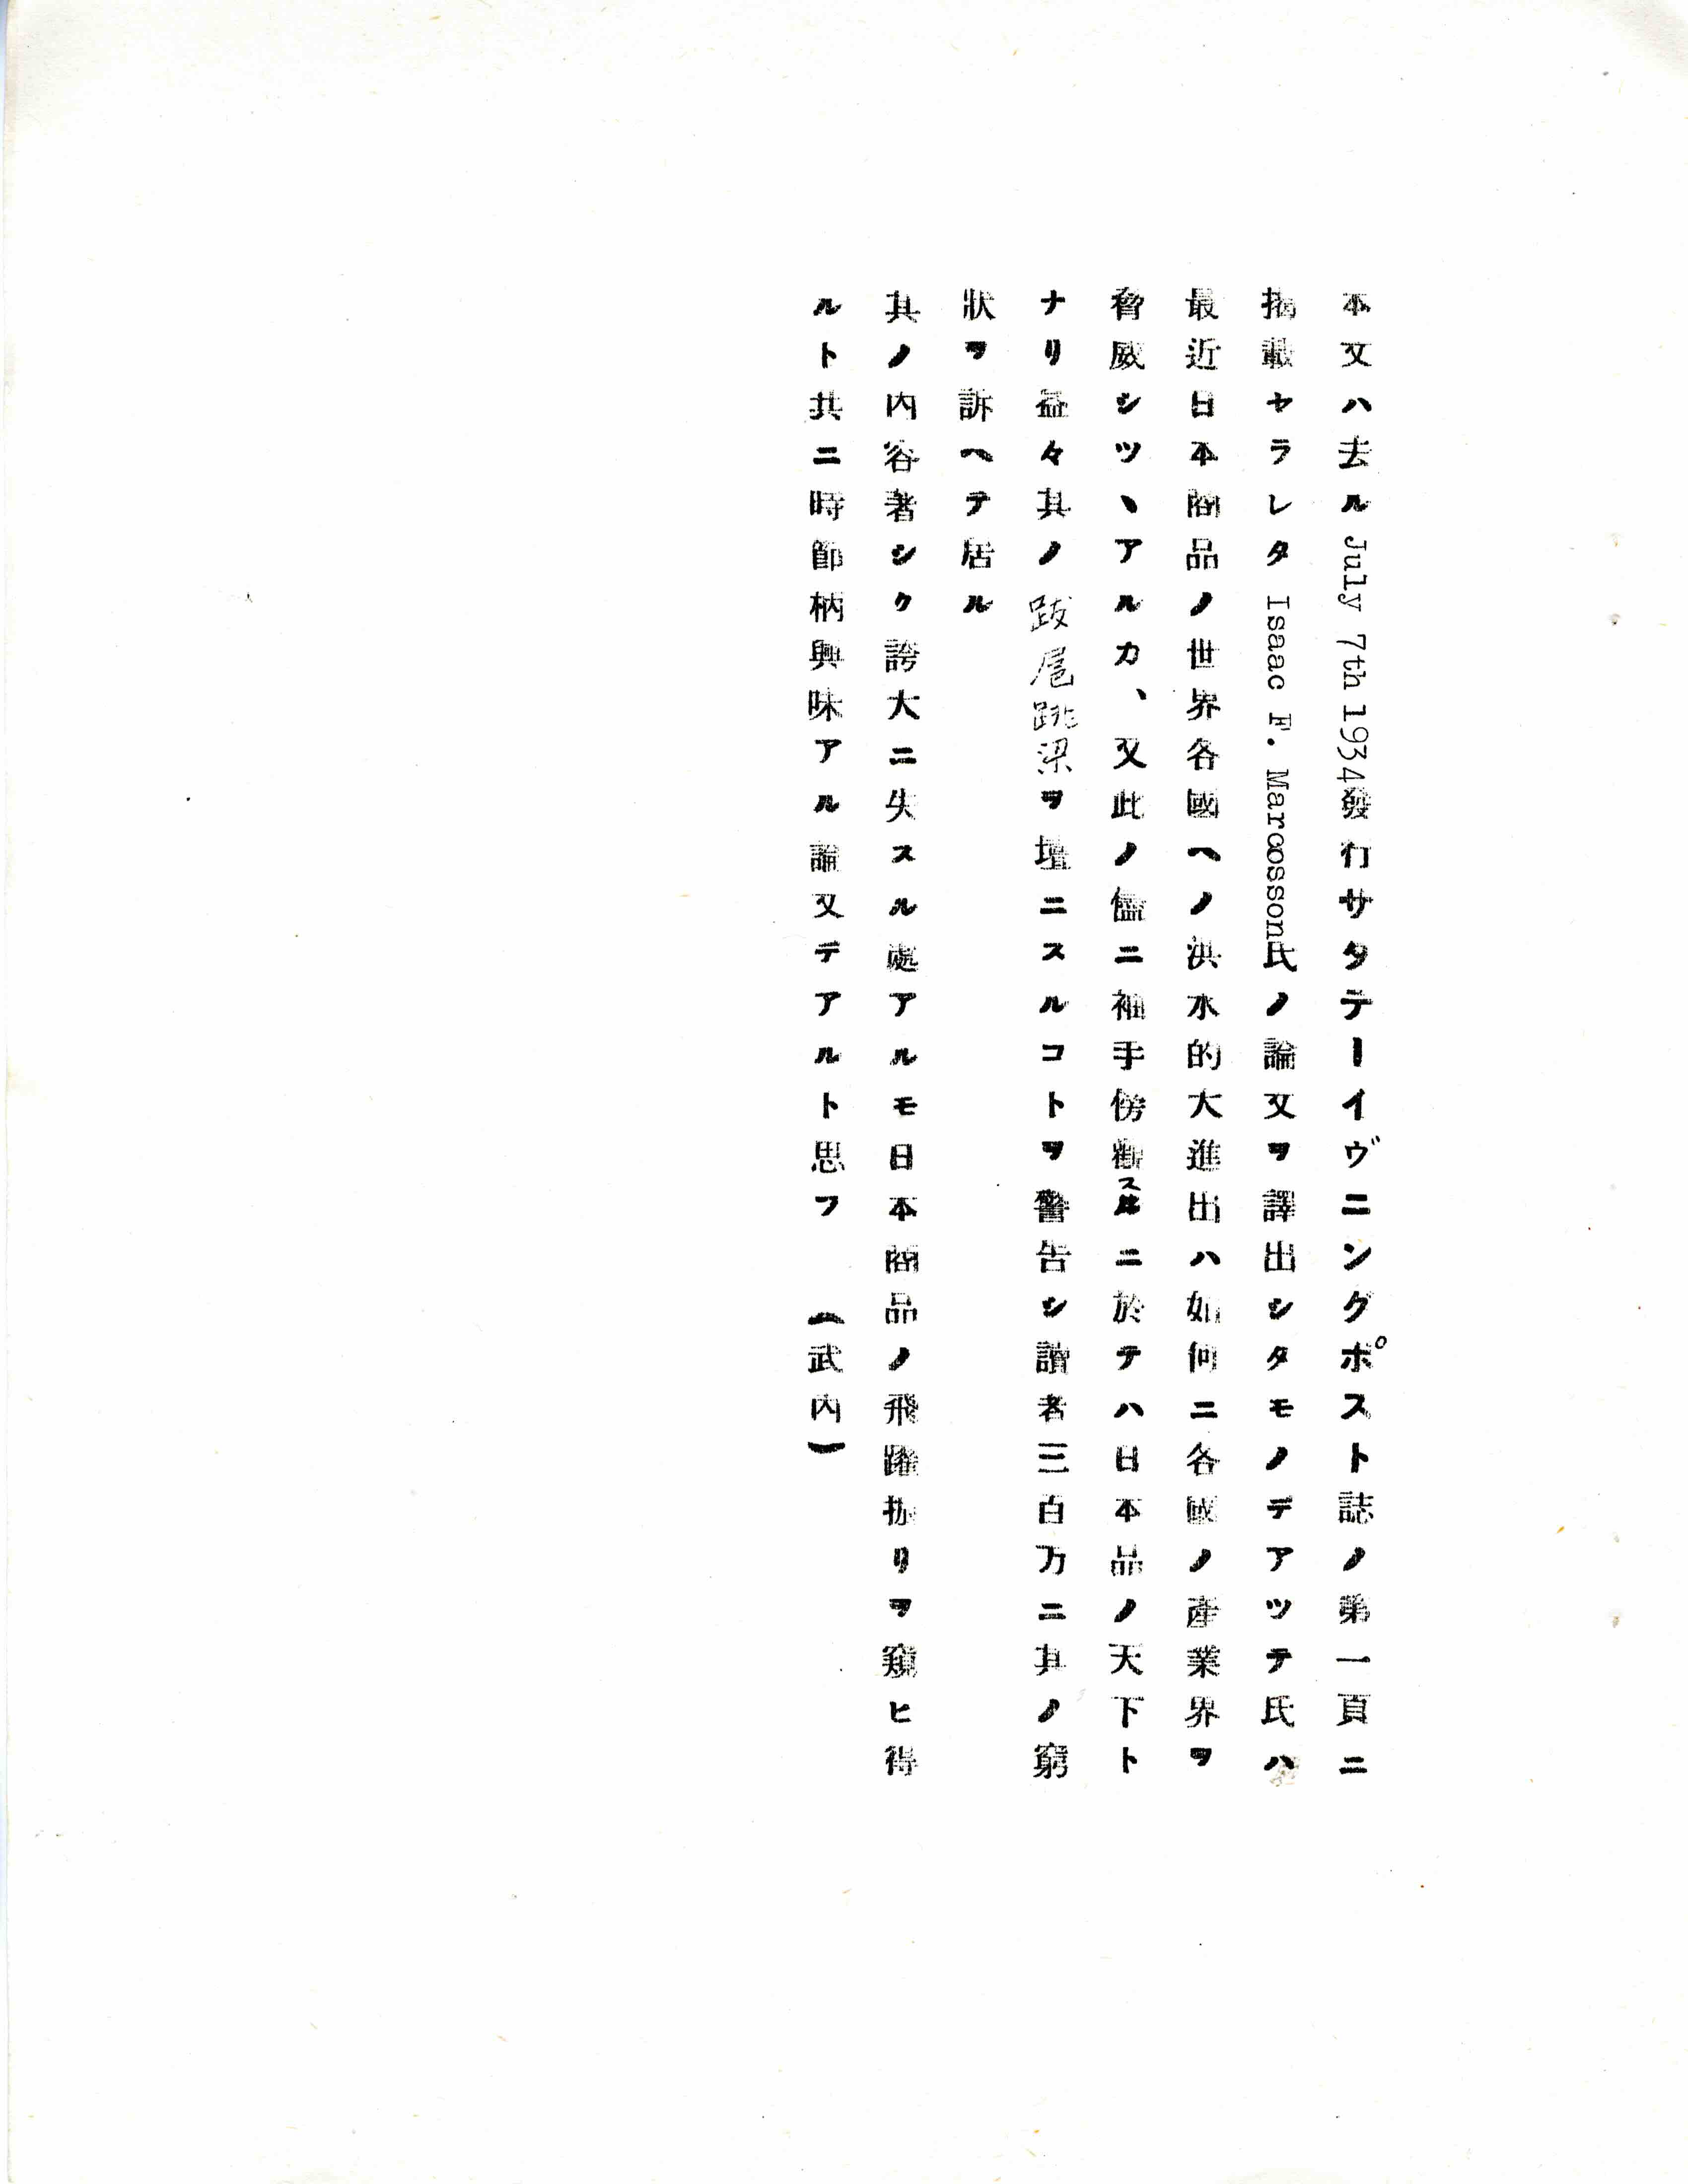 本文ハ去ルJuly 7th 1934發行サタテーイヴニングポスト誌ノ第一頁ニ
掲載セラレタ Isaac F. Marcosson氏ノ論文ヲ譯出シタモノデアツテ氏ハ
最近日本商品ノ世界各國ヘノ洪水的大進出ハ如何ニ各國ノ產業界ヲ
脅威シツヽアルカ、又此ノ儘ニ袖手傍觀スルニ於テハ日本品ノ天下ト
ナリ益々其ノ跋扈跳梁ヲ壇ニスルコトヲ警告シ讀者三百万ニ其ノ窮
狀ヲ訴ヘテ居ル
其ノ內容著シク誇大ニ失スル處アルモ日本商品ノ飛躍振リヲ窺ヒ得
ルト共ニ時節柄興味アル論文デアルト思フ (武內)